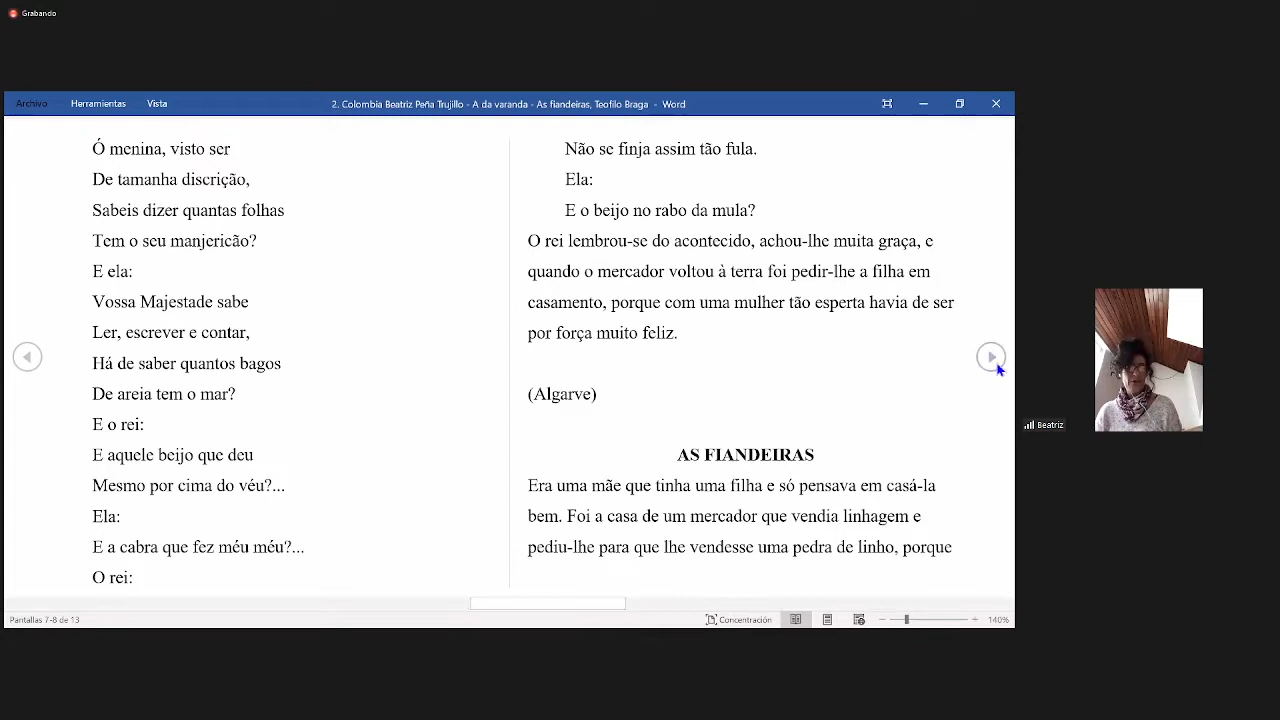 Grabando
Archivo Herramientas Vista 2. Colombia Beatriz Peña Trujillo - A da varanda - As fiandeiras, Teofilo Braga - Word
Ó menina, visto ser
De tamanha discrição,
Sabeis dizer quantas folhas
Tem o seu manjericão?
E ela:
Vossa Majestade sabe
Ler, escrever e contar,
Há de saber quantos bagos
De areia tem o mar?
E o rei:
E aquele beijo que deu
Mesmo por cima do véu?...
Ela:
E a cabra que fez méu méu?...
O rei:
Não se finja assim tão fula.
Ela:
E o beijo no rabo da mula?
O rei lembrou-se do acontecido, achou-lhe muita graça, e
quando o mercador voltou à terra foi pedir-lhe a filha em
casamento, porque com uma mulher tão esperta havia de ser
por força muito feliz.
(Algarve)
AS FIANDEIRAS
Era uma mãe que tinha uma filha e só pensava em casá-la
bem. Foi a casa de um mercador que vendia linhagem e
pediu-lhe para que lhe vendesse uma pedra de linho, porque
Beatriz
Pantallas 7-8 de 13 Concentración 140%